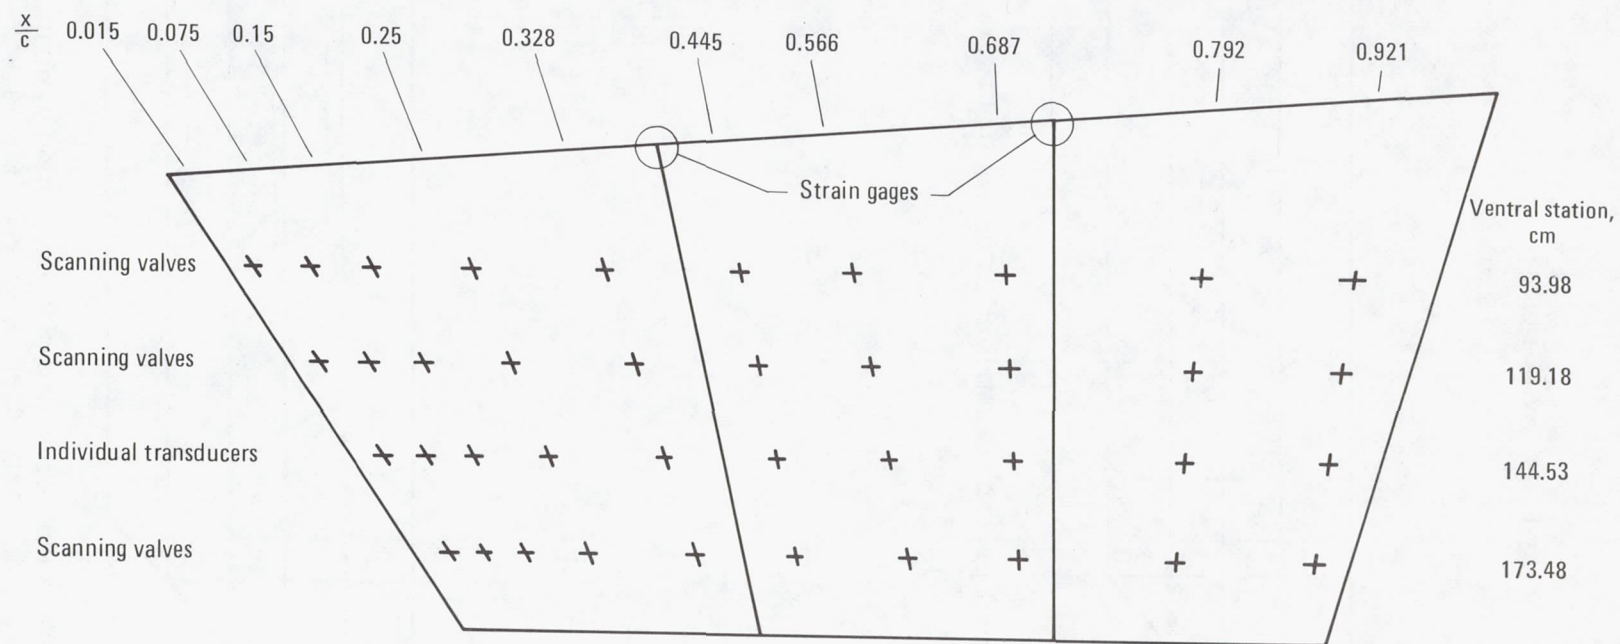 x/c 0.015 0.075 0.15 0.25 0.328 0.445 0.566 0.687 0.792 0.921
Strain gages
Ventral station,
cm
Scanning valves 93.98
Scanning valves 119.18
Individual transducers 144.53
Scanning valves 173.48